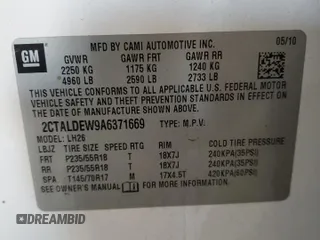 GM
MFD BY CAMI AUTOMOTIVE INC. 05/10
GVWR GAWR FRT GAWR RR
2250 KG 1175 KG 1240 KG
4960 LB 2590 LB 2733 LB
THIS VEHICLE CONFORMS TO ALL APPLICABLE U.S. FEDERAL MOTOR
VEHICLE SAFETY, BUMPER, AND THEFT PREVENTION STANDARDS IN
EFFECT ON THE DATE OF MANUFACTURE SHOWN ABOVE.
2CTALDEW9A6371669 TYPE: M.P.V.
MODEL: LH26
LBJZ TIRE SIZE SPEED RTG RIM COLD TIRE PRESSURE
FRT P235/55R18 T 18X7J 240KPA(35PSI)
RR P235/55R18 T 18X7J 240KPA(35PSI)
SPA T145/70R17 M 17X4.5T 420KPA(60PSI)
SEE OWNER'S MANUAL FOR ADDITIONAL INFORMATION.
© DREAMBID